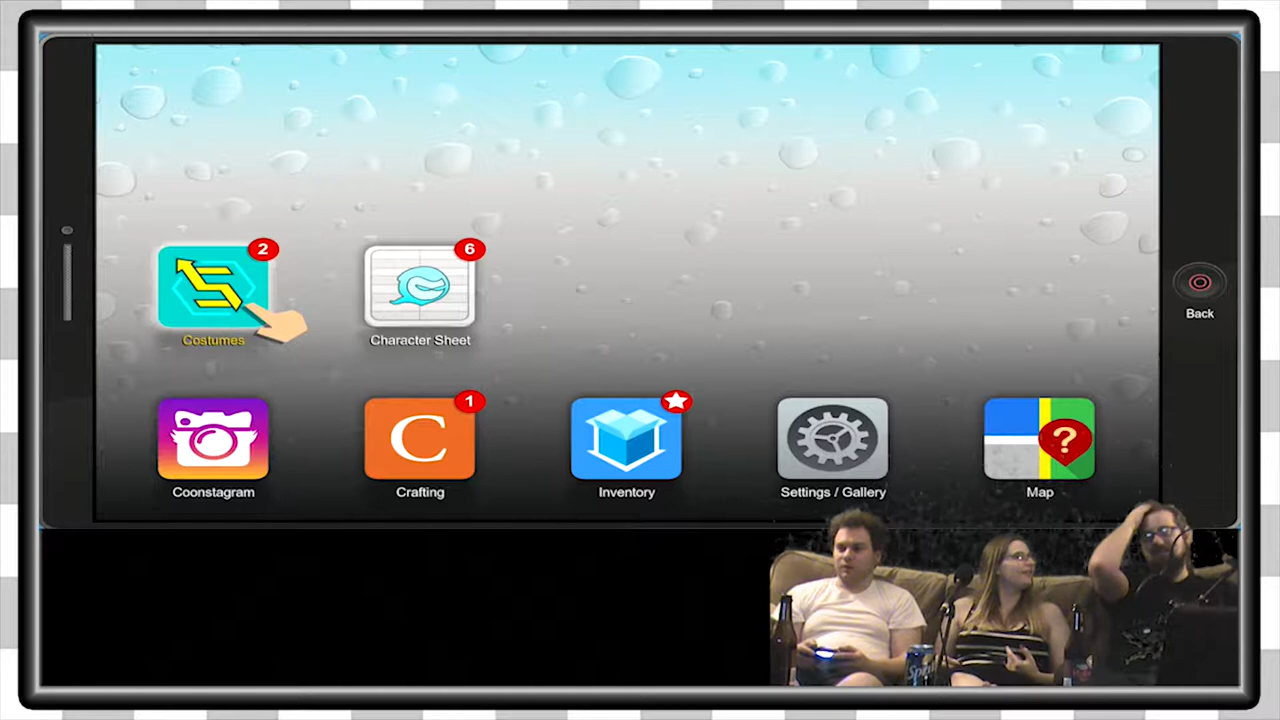 2
6
Costumes
Character Sheet
Back
1
C
?
Coonstagram
Crafting
Inventory
Settings / Gallery
Map